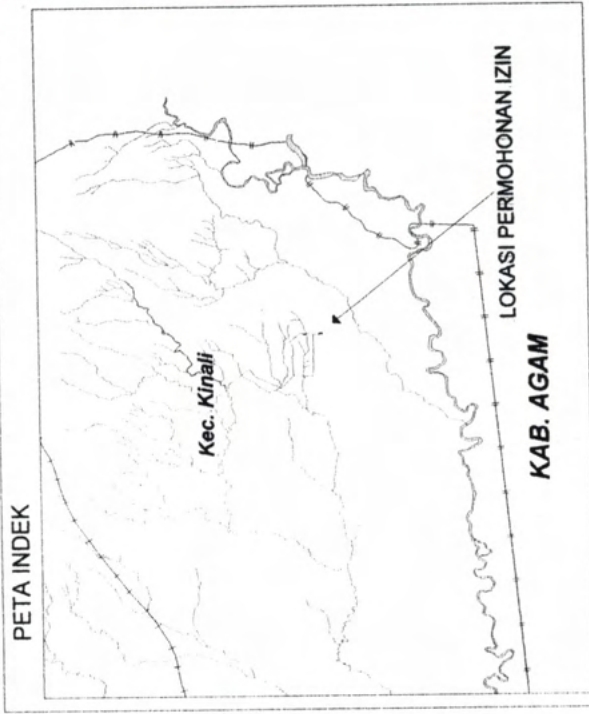 PETA INDEK
Kec. Kinali
LOKASI PERMOHONAN IZIN
KAB. AGAM